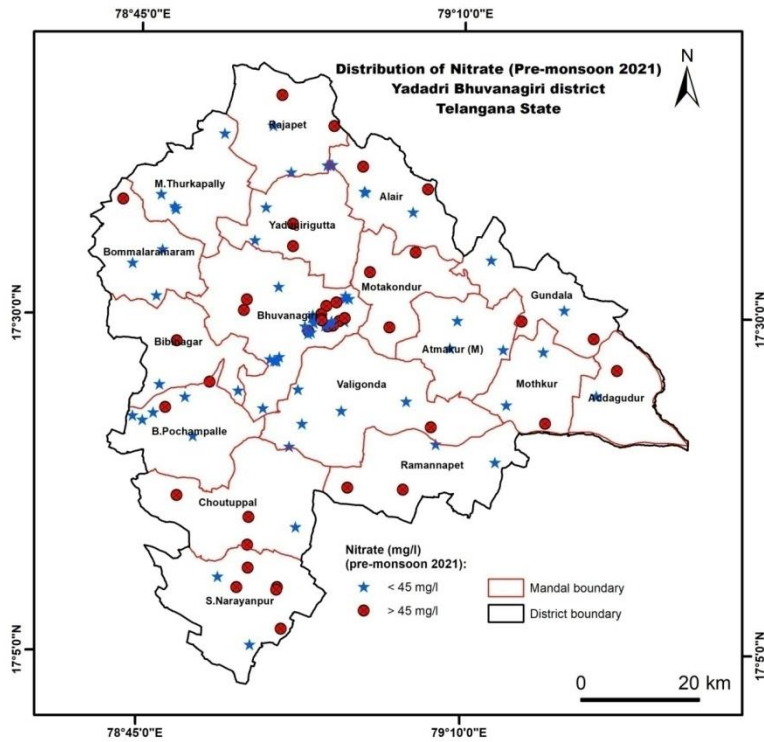 78°45'0"E 79°10'0"E
Distribution of Nitrate (Pre-monsoon 2021)
Yadadri Bhuvanagiri district
Telangana State
N
Rajapet
M.Thurkapally
Alair
Yadagirigutta
Bommalaramaram
Motakondur
Gundala
17°30'0"N 17°30'0"N
Bhuvanagiri
Bibinagar
Atmakur (M)
Valigonda
Mothkur
Addagudur
B.Pochampalle
Ramannapet
Choutuppal
Nitrate (mg/l)
(pre-monsoon 2021):
< 45 mg/l Mandal boundary
> 45 mg/l District boundary
S.Narayanpur
17°5'0"N 17°5'0"N
0 20 km
78°45'0"E 79°10'0"E